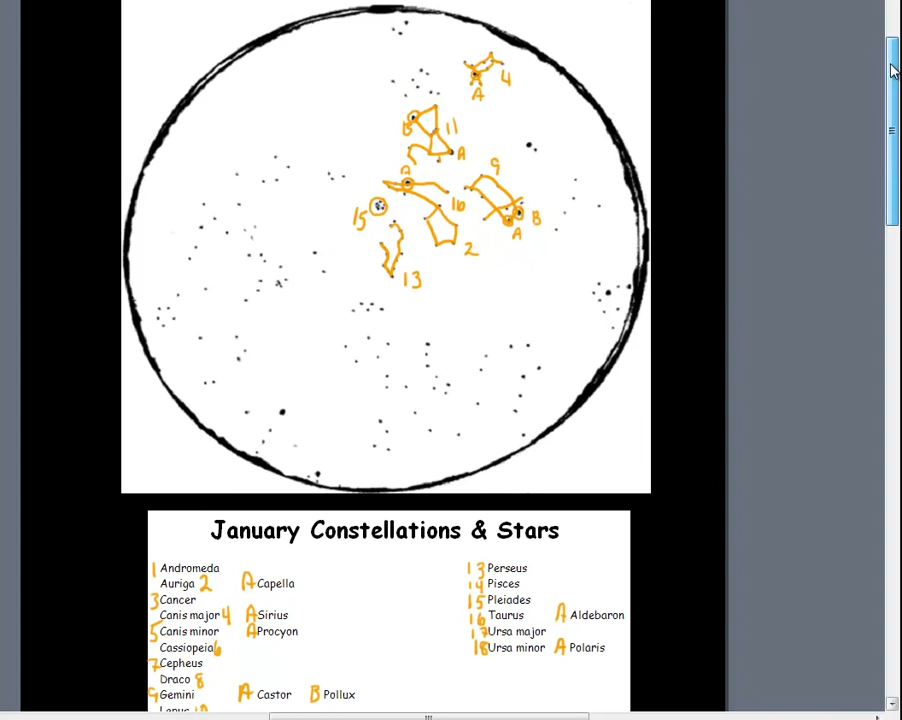 4
A
B
11
A
A
9
16
15
B
A
2
13
January Constellations & Stars
1 Andromeda
Auriga 2 A Capella
3 Cancer
Canis major 4 A Sirius
5 Canis minor A Procyon
Cassiopeia 6
7 Cepheus
Draco 8
9 Gemini A Castor B Pollux
Lepus 10
13 Perseus
14 Pisces
15 Pleiades
16 Taurus A Aldebaron
17 Ursa major
18 Ursa minor A Polaris